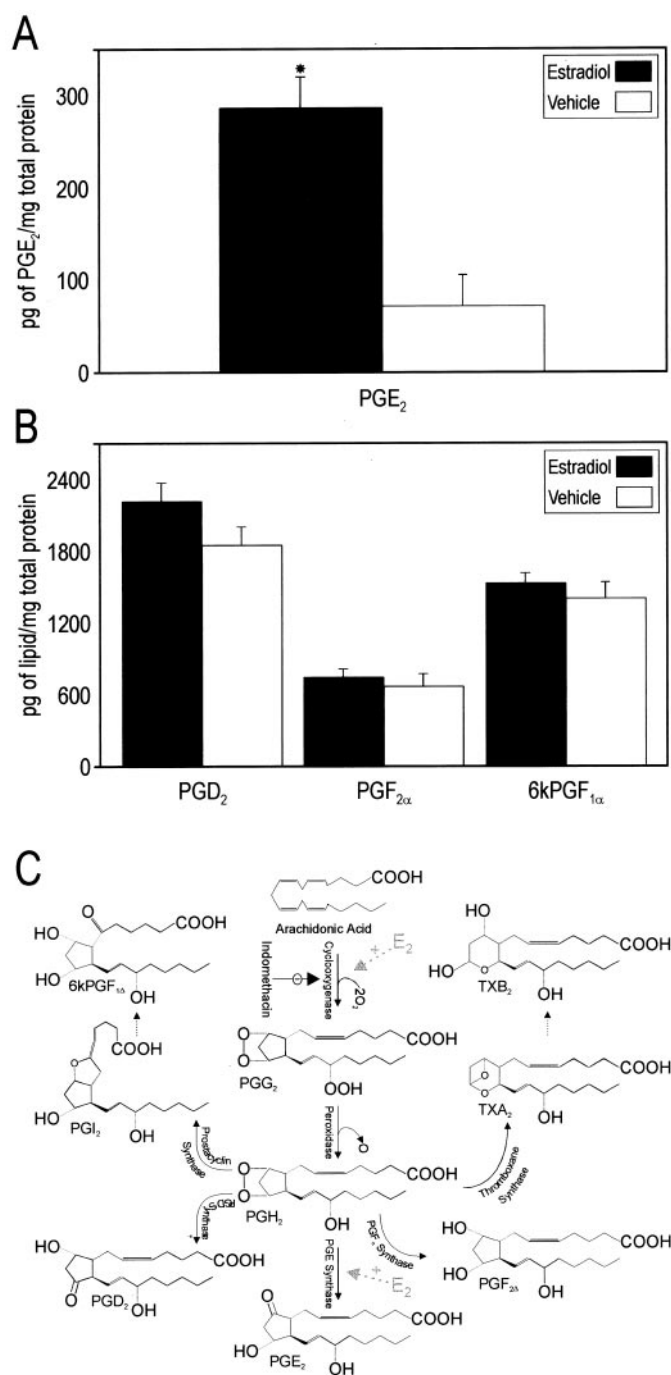 A
pg of PGE₂/mg total protein
300
200
100
0
*
Estradiol
Vehicle
PGE₂
B
pg of lipid/mg total protein
2400
1800
1200
600
0
Estradiol
Vehicle
PGD₂
PGF₂α
6kPGF₁α
C
COOH
Arachidonic Acid
O
COOH
HO
OH
6kPGF₁Δ
Indomethacin
-
Cyclooxygenase
+
E₂
2O₂
HO
COOH
HO
O
OH
TXB₂
COOH
O
HO
OH
PGI₂
O
O
COOH
OOH
PGG₂
COOH
O
O
OH
TXA₂
Peroxidase
O
Prostacyclin
Synthase
O
O
COOH
OH
PGH₂
Thromboxane
Synthase
PGD
Synthase
PGE Synthase
+
E₂
PGF Synthase
HO
COOH
O
OH
PGD₂
O
COOH
HO
OH
PGE₂
HO
COOH
HO
OH
PGF₂Δ